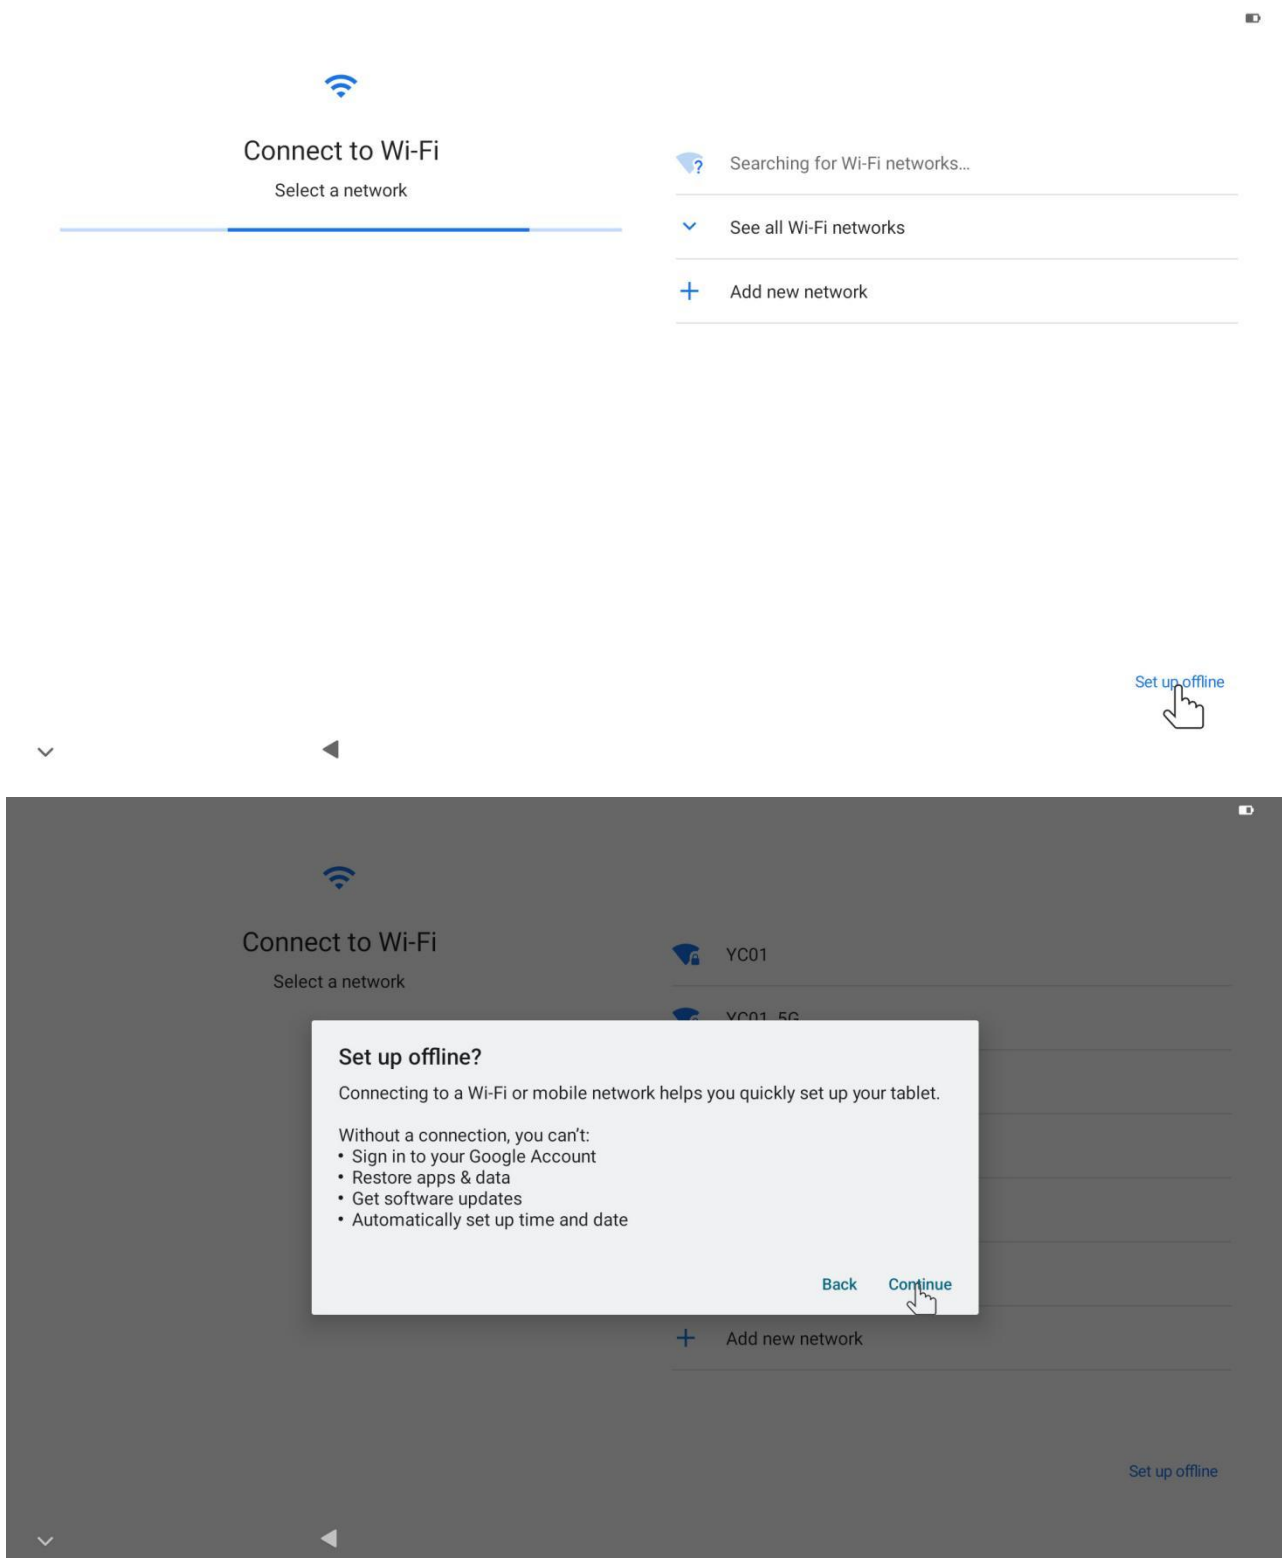 Connect to Wi-Fi
Select a network
Searching for Wi-Fi networks…
See all Wi-Fi networks
Add new network
Set up offline
Connect to Wi-Fi
Select a network
YC01
YC01_5G
Set up offline?
Connecting to a Wi-Fi or mobile network helps you quickly set up your tablet.
Without a connection, you can’t:
• Sign in to your Google Account
• Restore apps & data
• Get software updates
• Automatically set up time and date
Back Continue
Add new network
Set up offline